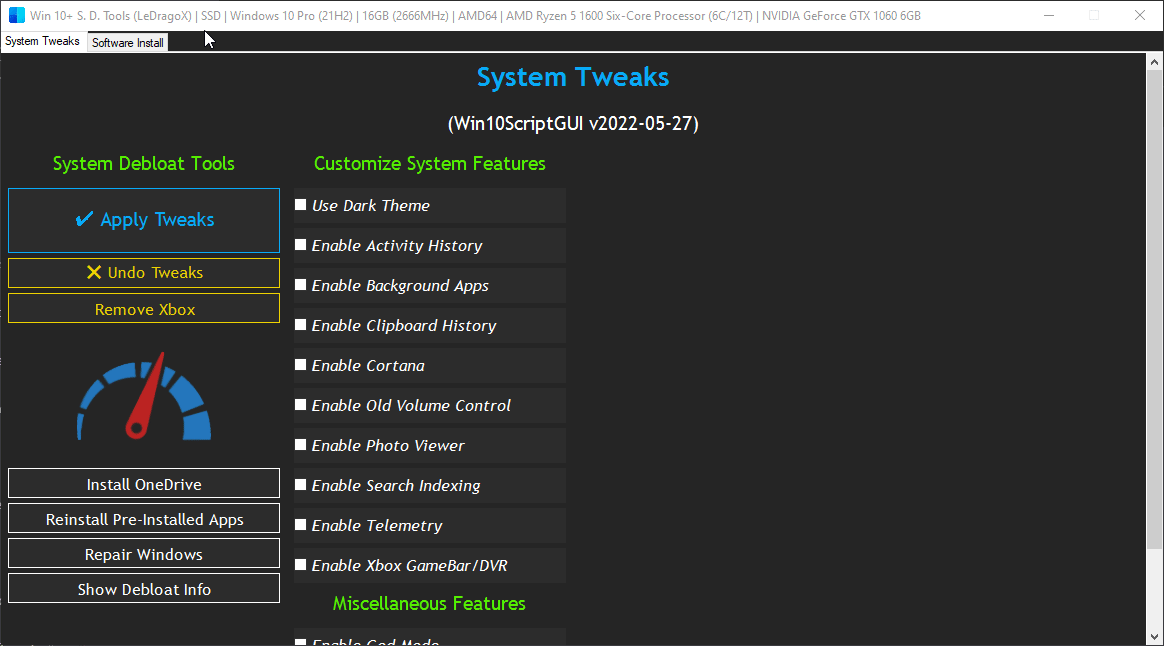 Win 10+ S. D. Tools (LeDragoX) | SSD | Windows 10 Pro (21H2) | 16GB (2666MHz) | AMD64 | AMD Ryzen 5 1600 Six-Core Processor (6C/12T) | NVIDIA GeForce GTX 1060 6GB
System Tweaks
Software Install
System Tweaks
(Win10ScriptGUI v2022-05-27)
System Debloat Tools
✔ Apply Tweaks
❌ Undo Tweaks
Remove Xbox
Install OneDrive
Reinstall Pre-Installed Apps
Repair Windows
Show Debloat Info
Customize System Features
Use Dark Theme
Enable Activity History
Enable Background Apps
Enable Clipboard History
Enable Cortana
Enable Old Volume Control
Enable Photo Viewer
Enable Search Indexing
Enable Telemetry
Enable Xbox GameBar/DVR
Miscellaneous Features
Enable God Mode